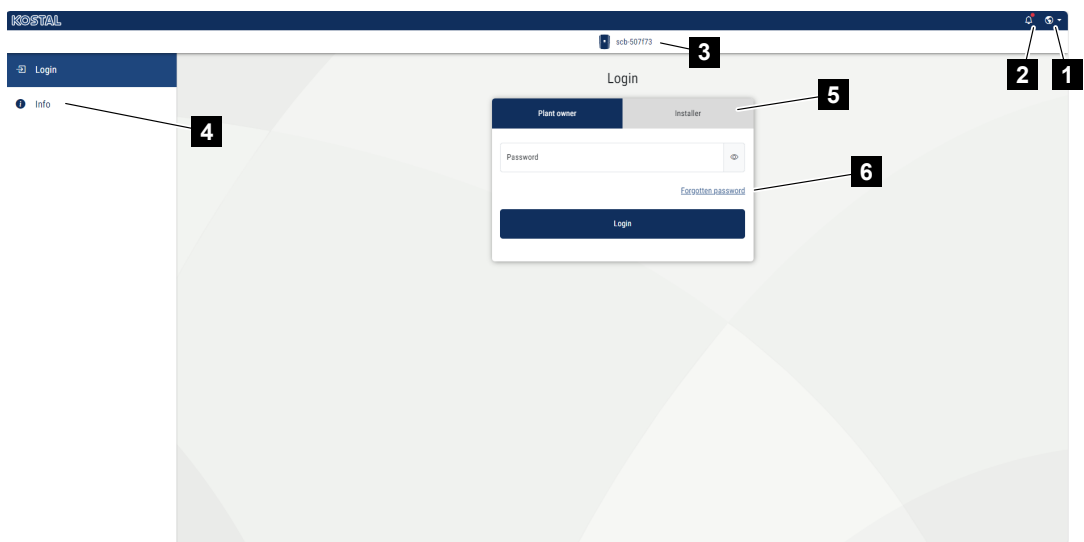 KOSTAL
scb-507f73
3
2
1
Login
Info
4
Login
5
Plant owner
Installer
Password
6
Forgotten password
Login